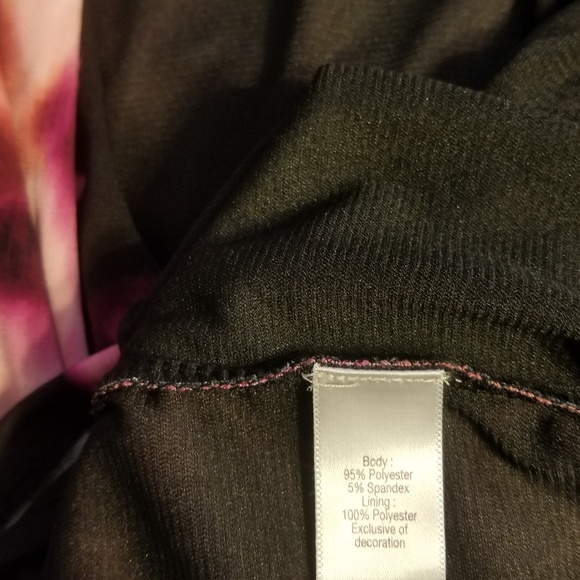 Body :
95% Polyester
5% Spandex
Lining :
100% Polyester
Exclusive of
decoration